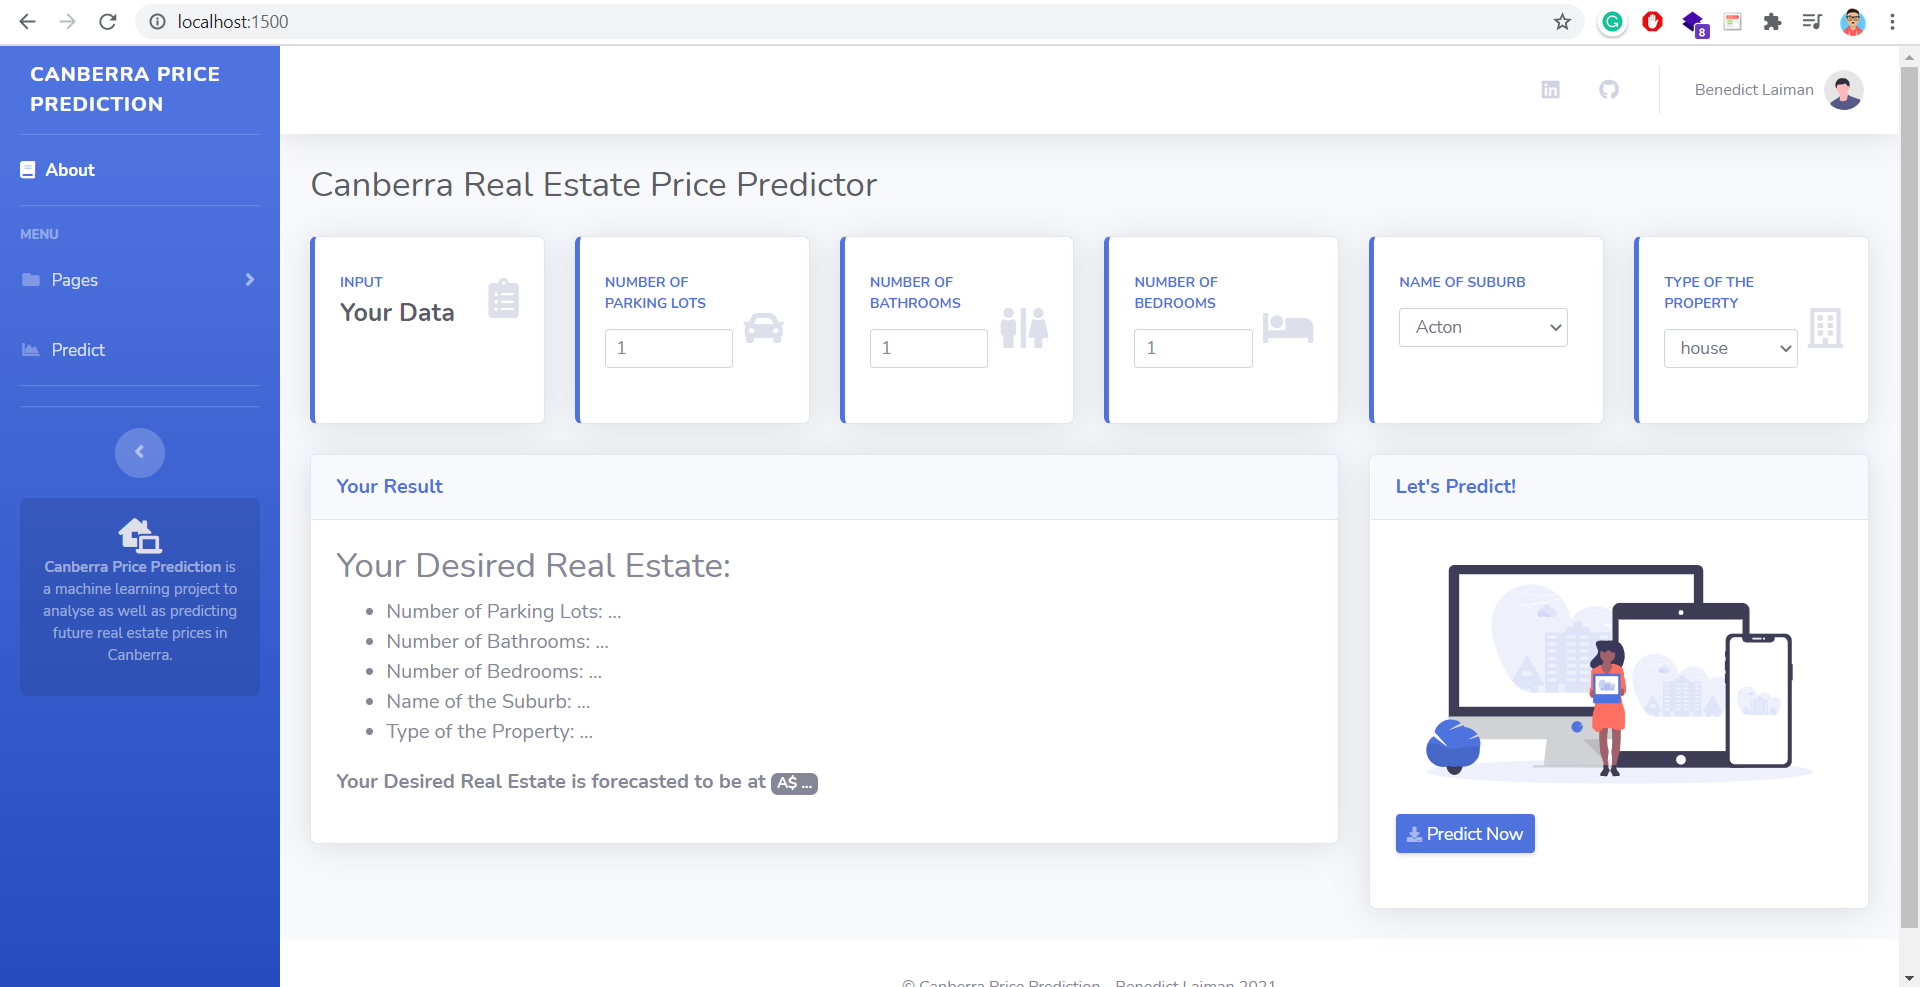 localhost:1500
8
CANBERRA PRICE
PREDICTION
About
MENU
Pages
Predict
Canberra Price Prediction is
a machine learning project to
analyse as well as predicting
future real estate prices in
Canberra.
Benedict Laiman
Canberra Real Estate Price Predictor
INPUT
Your Data
NUMBER OF
PARKING LOTS
1
NUMBER OF
BATHROOMS
1
NUMBER OF
BEDROOMS
1
NAME OF SUBURB
Acton
TYPE OF THE
PROPERTY
house
Your Result
Your Desired Real Estate:
Number of Parking Lots: ...
Number of Bathrooms: ...
Number of Bedrooms: ...
Name of the Suburb: ...
Type of the Property: ...
Your Desired Real Estate is forecasted to be at A$ ...
Let's Predict!
Predict Now
© Canberra Price Prediction - Benedict Laiman 2021